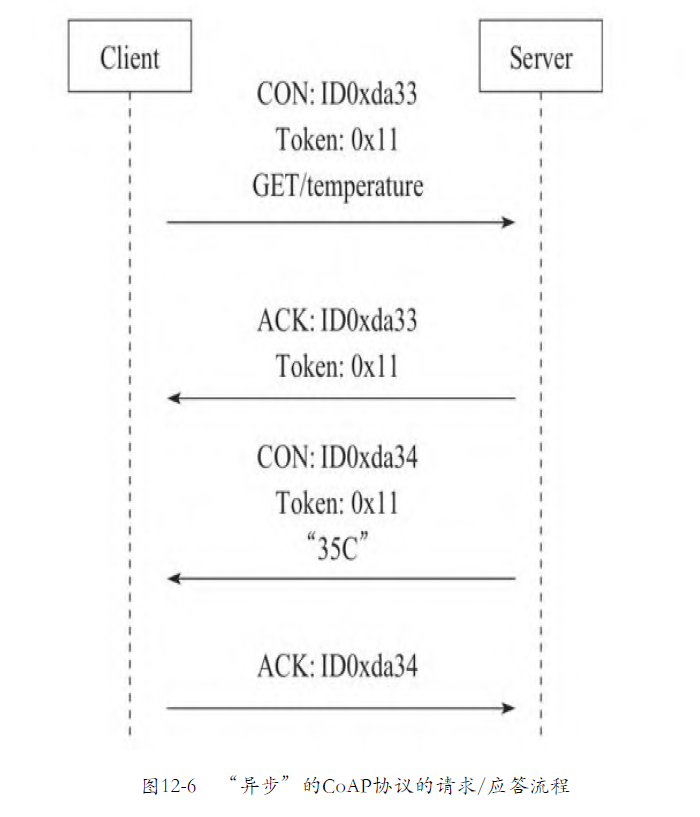 Client
Server
CON: ID0xda33
Token: 0x11
GET/temperature
ACK: ID0xda33
Token: 0x11
CON: ID0xda34
Token: 0x11
“35C”
ACK: ID0xda34
图12-6 “异步”的CoAP协议的请求/应答流程